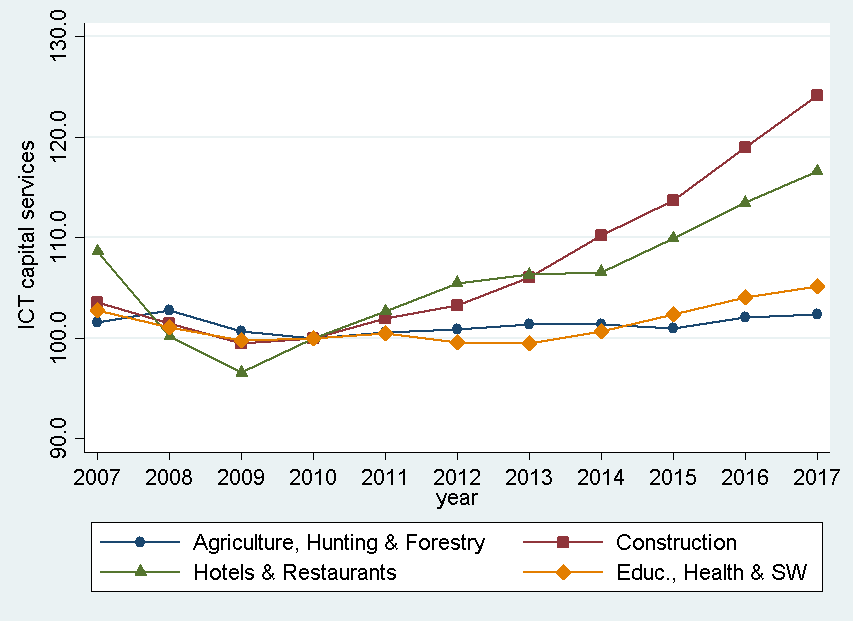 130.0
120.0
110.0
100.0
90.0
ICT capital services
2007 2008 2009 2010 2011 2012 2013 2014 2015 2016 2017
year
Agriculture, Hunting & Forestry Construction
Hotels & Restaurants Educ., Health & SW